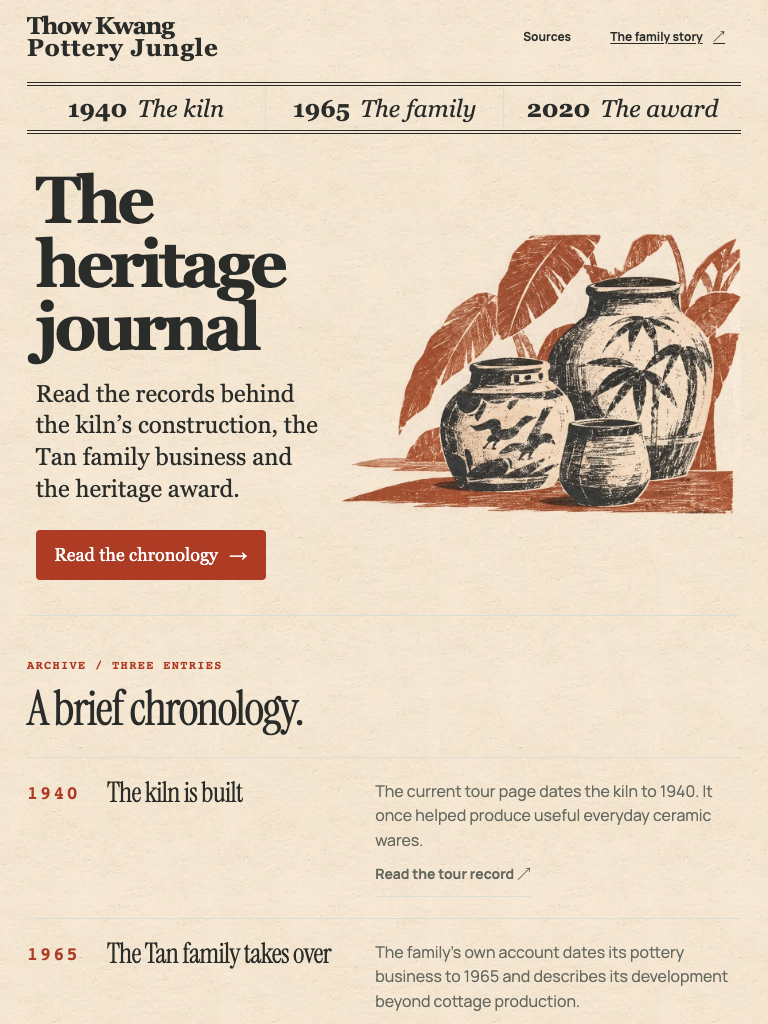 Thow Kwang
Pottery Jungle
Sources
The family story ↗
1940 The kiln
1965 The family
2020 The award
The
heritage
journal
Read the records behind
the kiln’s construction, the
Tan family business and
the heritage award.
Read the chronology →
ARCHIVE / THREE ENTRIES
A brief chronology.
1940
The kiln is built
The current tour page dates the kiln to 1940. It
once helped produce useful everyday ceramic
wares.
Read the tour record ↗
1965
The Tan family takes over
The family’s own account dates its pottery
business to 1965 and describes its development
beyond cottage production.